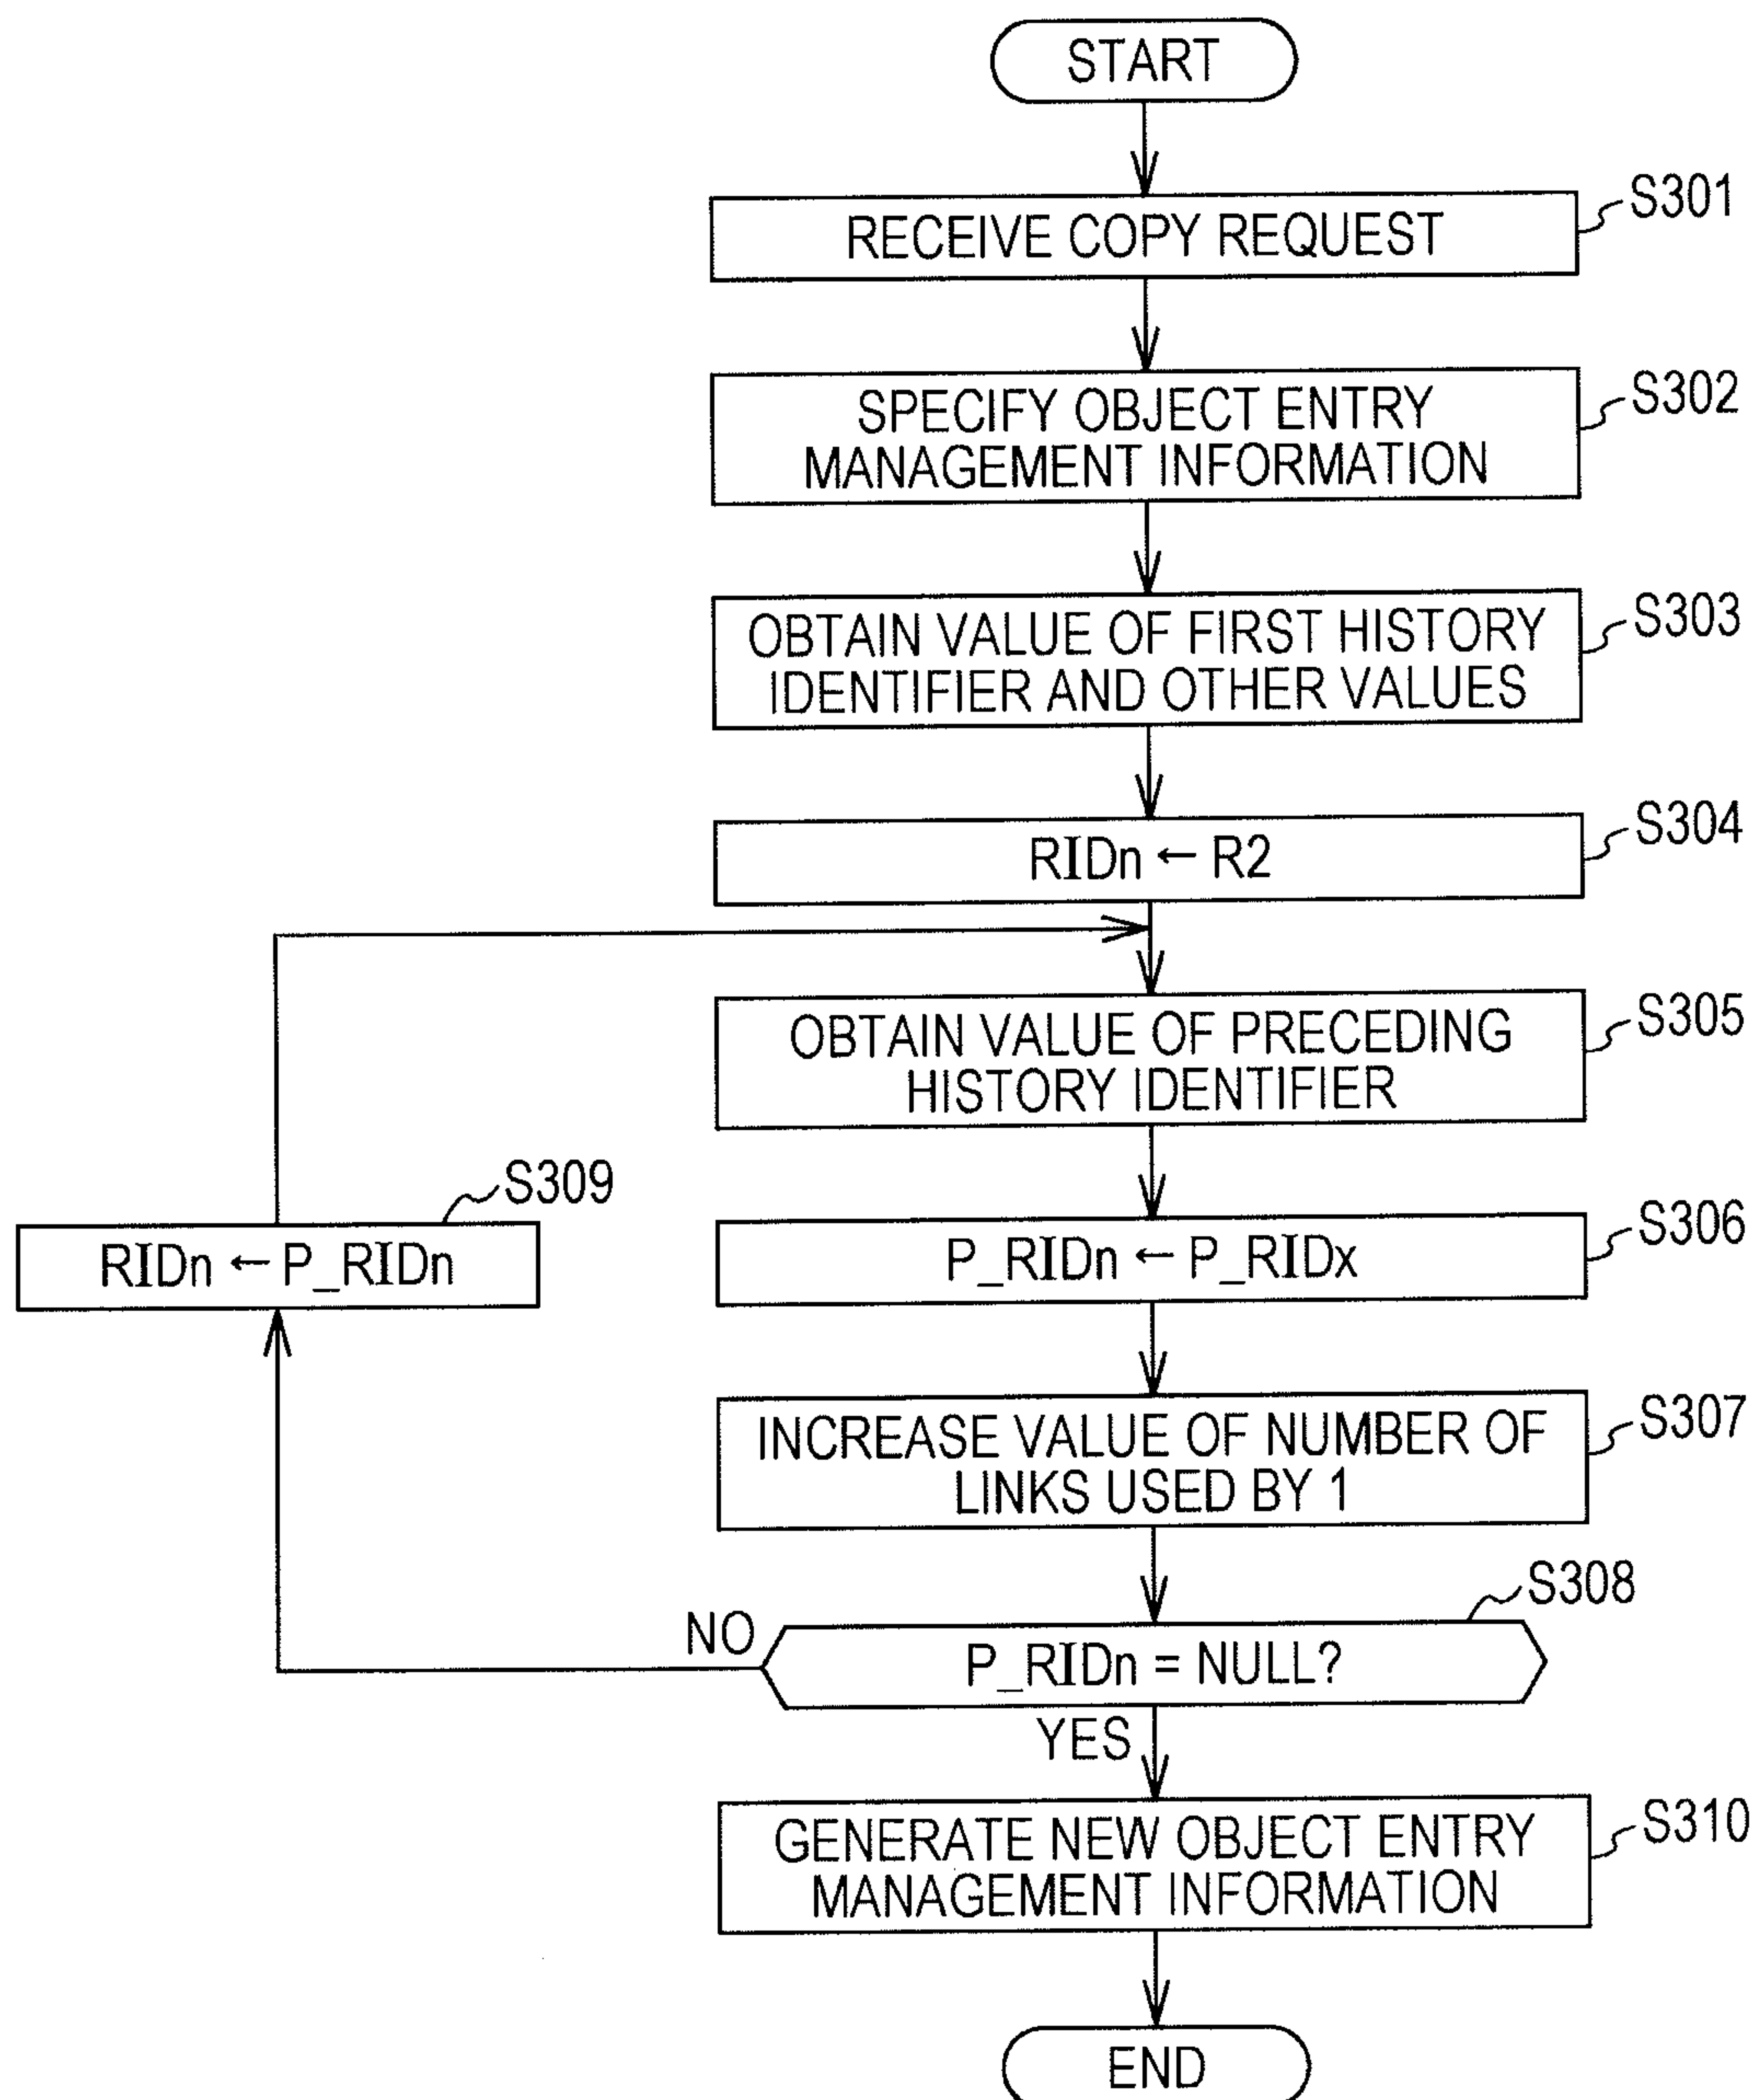 START
RECEIVE COPY REQUEST
S301
SPECIFY OBJECT ENTRY
MANAGEMENT INFORMATION
S302
OBTAIN VALUE OF FIRST HISTORY
IDENTIFIER AND OTHER VALUES
S303
RIDn ← R2
S304
OBTAIN VALUE OF PRECEDING
HISTORY IDENTIFIER
S305
P_RIDn ← P_RIDx
S306
S309
RIDn ← P_RIDn
INCREASE VALUE OF NUMBER OF
LINKS USED BY 1
S307
S308
NO
P_RIDn = NULL?
YES
GENERATE NEW OBJECT ENTRY
MANAGEMENT INFORMATION
S310
END